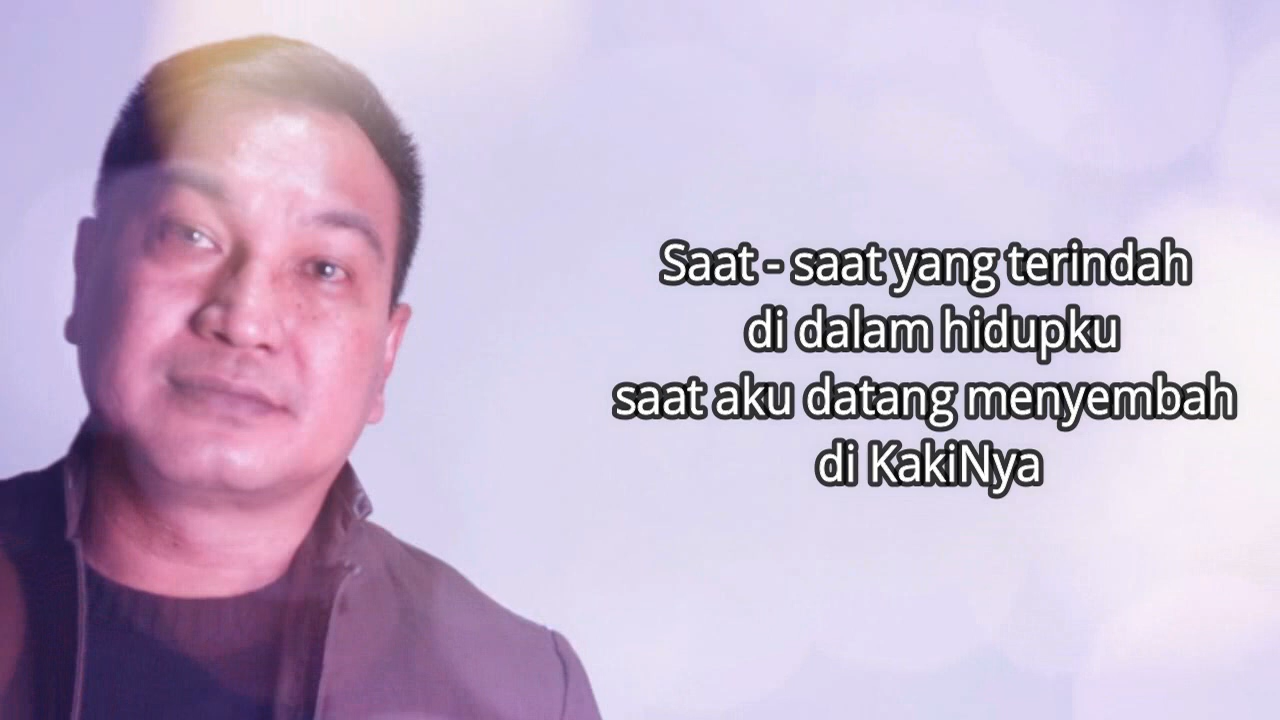 Saat - saat yang terindah
di dalam hidupku
saat aku datang menyembah
di KakiNya